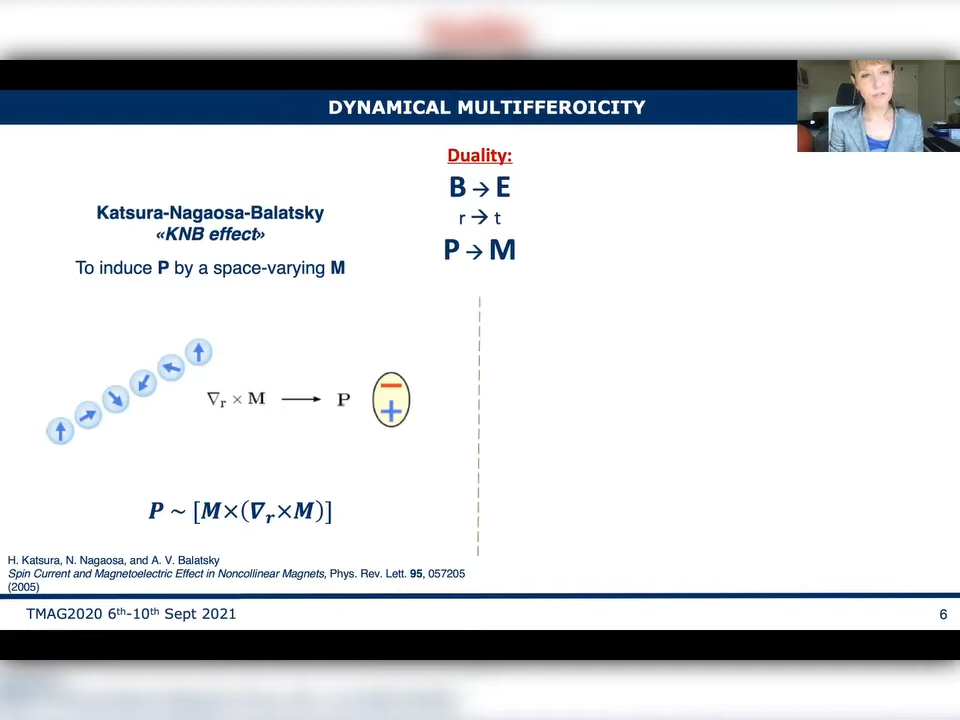 DYNAMICAL MULTIFFEROICITY
Duality:
B → E
r → t
P → M
Katsura-Nagaosa-Balatsky
«KNB effect»
To induce P by a space-varying M
∇r × M ⟶ P
− 
+
P ~ [M×(∇r×M)]
H. Katsura, N. Nagaosa, and A. V. Balatsky
Spin Current and Magnetoelectric Effect in Noncollinear Magnets, Phys. Rev. Lett. 95, 057205
(2005)
TMAG2020 6th-10th Sept 2021
6